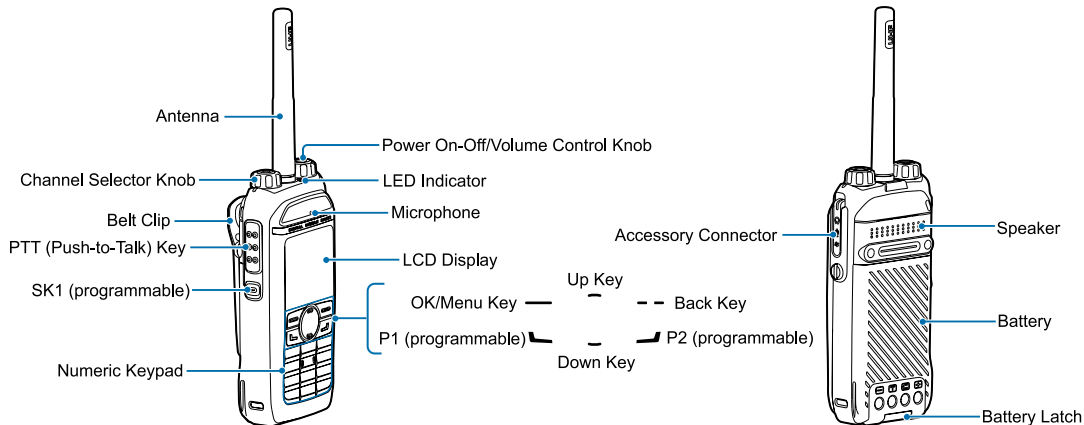 Antenna
Power On-Off/Volume Control Knob
Channel Selector Knob
LED Indicator
Belt Clip
Microphone
PTT (Push-to-Talk) Key
LCD Display
SK1 (programmable)
Up Key
OK/Menu Key
Back Key
P1 (programmable)
P2 (programmable)
Down Key
Numeric Keypad
Accessory Connector
Speaker
Battery
Battery Latch